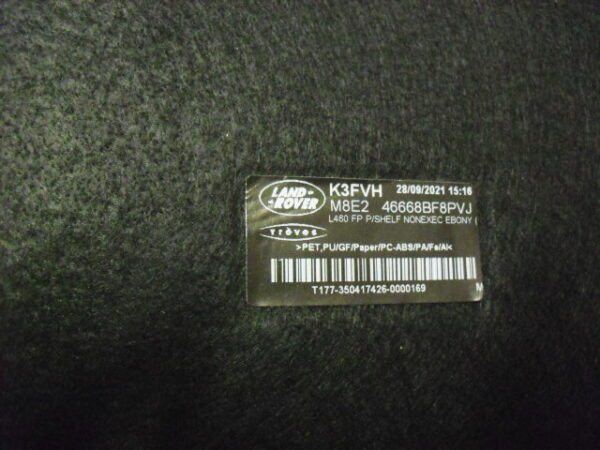 LAND-
ROVER
K3FVH 28/09/2021 15:16
M8E2 46668BF8PVJ
L460 FP P/SHELF NONEXEC EBONY (
trèves
>PET,PU/GF/Paper/PC-ABS/PA/Fe/Al<
T177-350417426-0000169
M